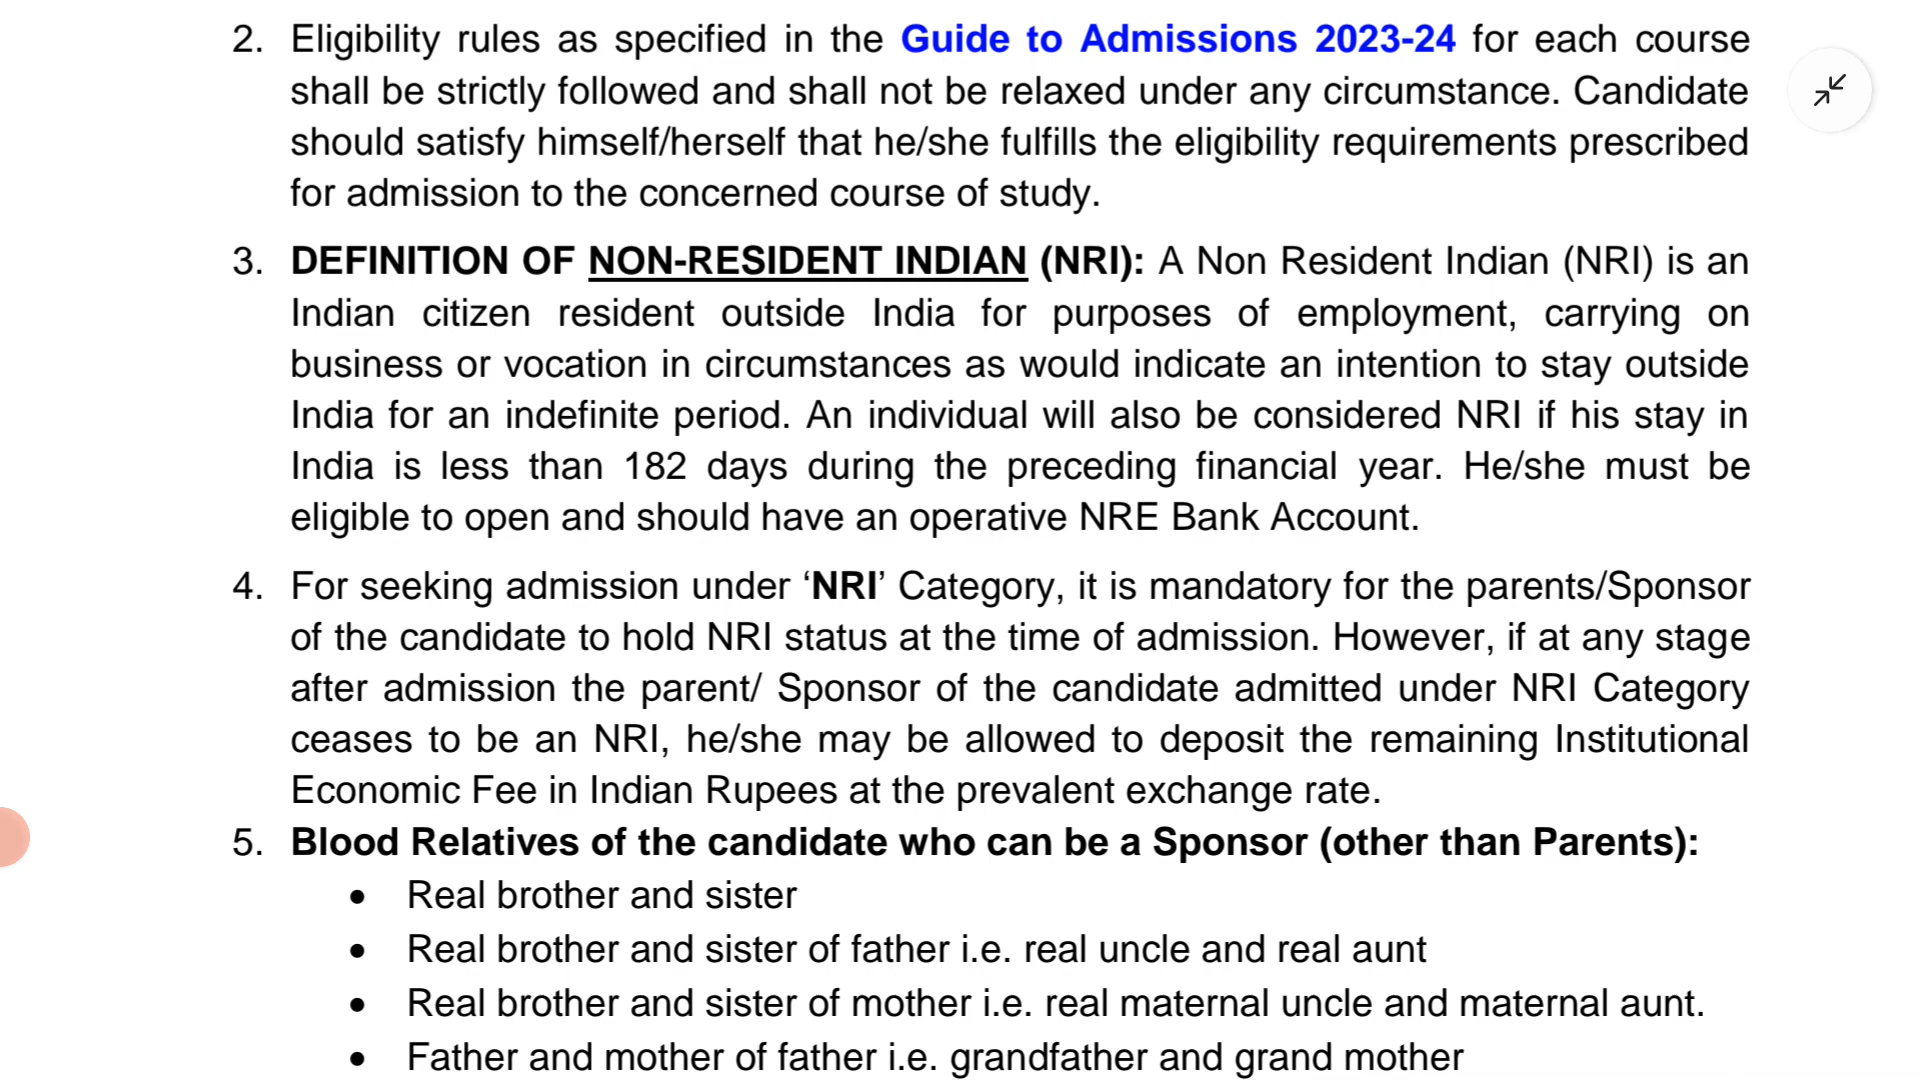 2. Eligibility rules as specified in the Guide to Admissions 2023-24 for each course
shall be strictly followed and shall not be relaxed under any circumstance. Candidate
should satisfy himself/herself that he/she fulfills the eligibility requirements prescribed
for admission to the concerned course of study.
3. DEFINITION OF NON-RESIDENT INDIAN (NRI): A Non Resident Indian (NRI) is an
Indian citizen resident outside India for purposes of employment, carrying on
business or vocation in circumstances as would indicate an intention to stay outside
India for an indefinite period. An individual will also be considered NRI if his stay in
India is less than 182 days during the preceding financial year. He/she must be
eligible to open and should have an operative NRE Bank Account.
4. For seeking admission under ‘NRI’ Category, it is mandatory for the parents/Sponsor
of the candidate to hold NRI status at the time of admission. However, if at any stage
after admission the parent/ Sponsor of the candidate admitted under NRI Category
ceases to be an NRI, he/she may be allowed to deposit the remaining Institutional
Economic Fee in Indian Rupees at the prevalent exchange rate.
5. Blood Relatives of the candidate who can be a Sponsor (other than Parents):
• Real brother and sister
• Real brother and sister of father i.e. real uncle and real aunt
• Real brother and sister of mother i.e. real maternal uncle and maternal aunt.
• Father and mother of father i.e. grandfather and grand mother